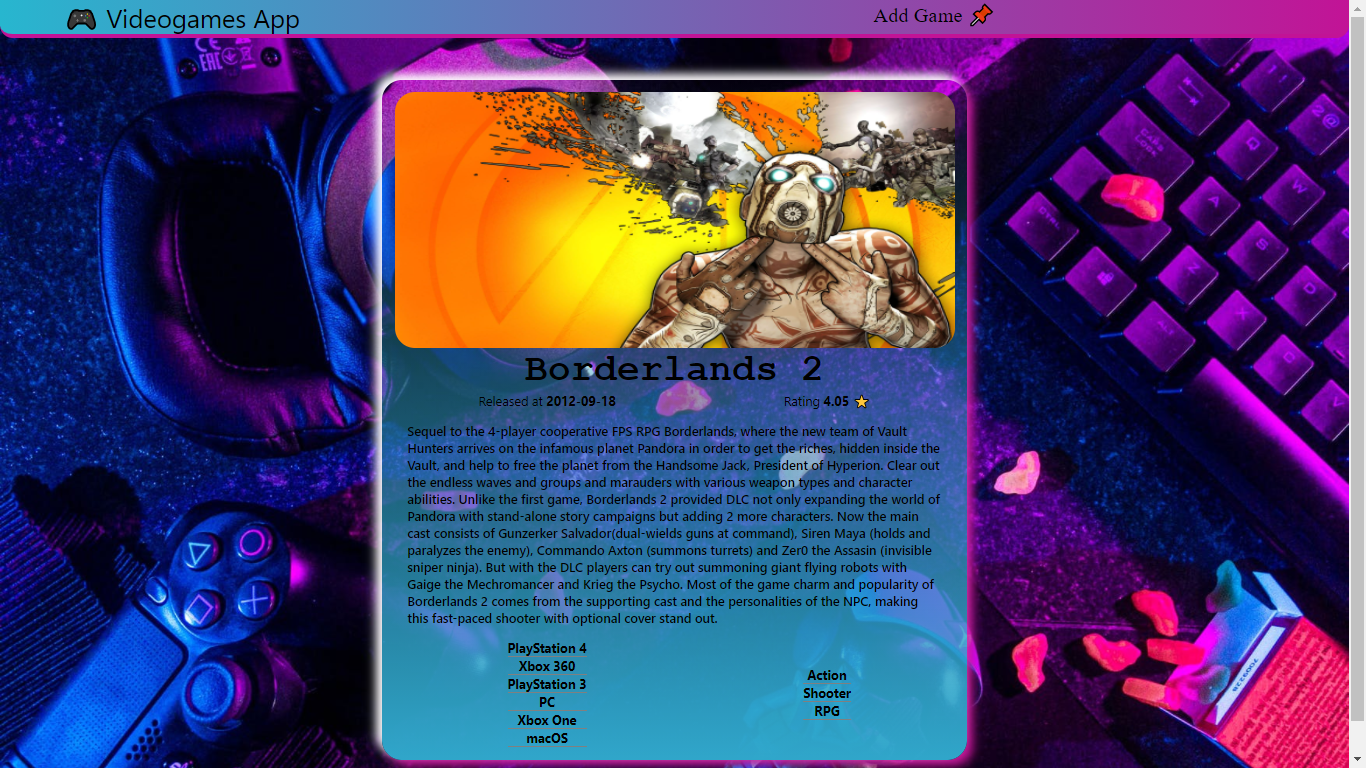 🎮 Videogames App
Add Game 📌
Borderlands 2
Released at 2012-09-18
Rating 4.05 ⭐
Sequel to the 4-player cooperative FPS RPG Borderlands, where the new team of Vault
Hunters arrives on the infamous planet Pandora in order to get the riches, hidden inside the
Vault, and help to free the planet from the Handsome Jack, President of Hyperion. Clear out
the endless waves and groups and marauders with various weapon types and character
abilities. Unlike the first game, Borderlands 2 provided DLC not only expanding the world of
Pandora with stand-alone story campaigns but adding 2 more characters. Now the main
cast consists of Gunzerker Salvador(dual-wields guns at command), Siren Maya (holds and
paralyzes the enemy), Commando Axton (summons turrets) and Zer0 the Assasin (invisible
sniper ninja). But with the DLC players can try out summoning giant flying robots with
Gaige the Mechromancer and Krieg the Psycho. Most of the game charm and popularity of
Borderlands 2 comes from the supporting cast and the personalities of the NPC, making
this fast-paced shooter with optional cover stand out.
PlayStation 4
Xbox 360
PlayStation 3
PC
Xbox One
macOS
Action
Shooter
RPG
CE
EAC
Caps Lock
Ctrl
Alt
Q
W
A
S
D
Z
X
C
V